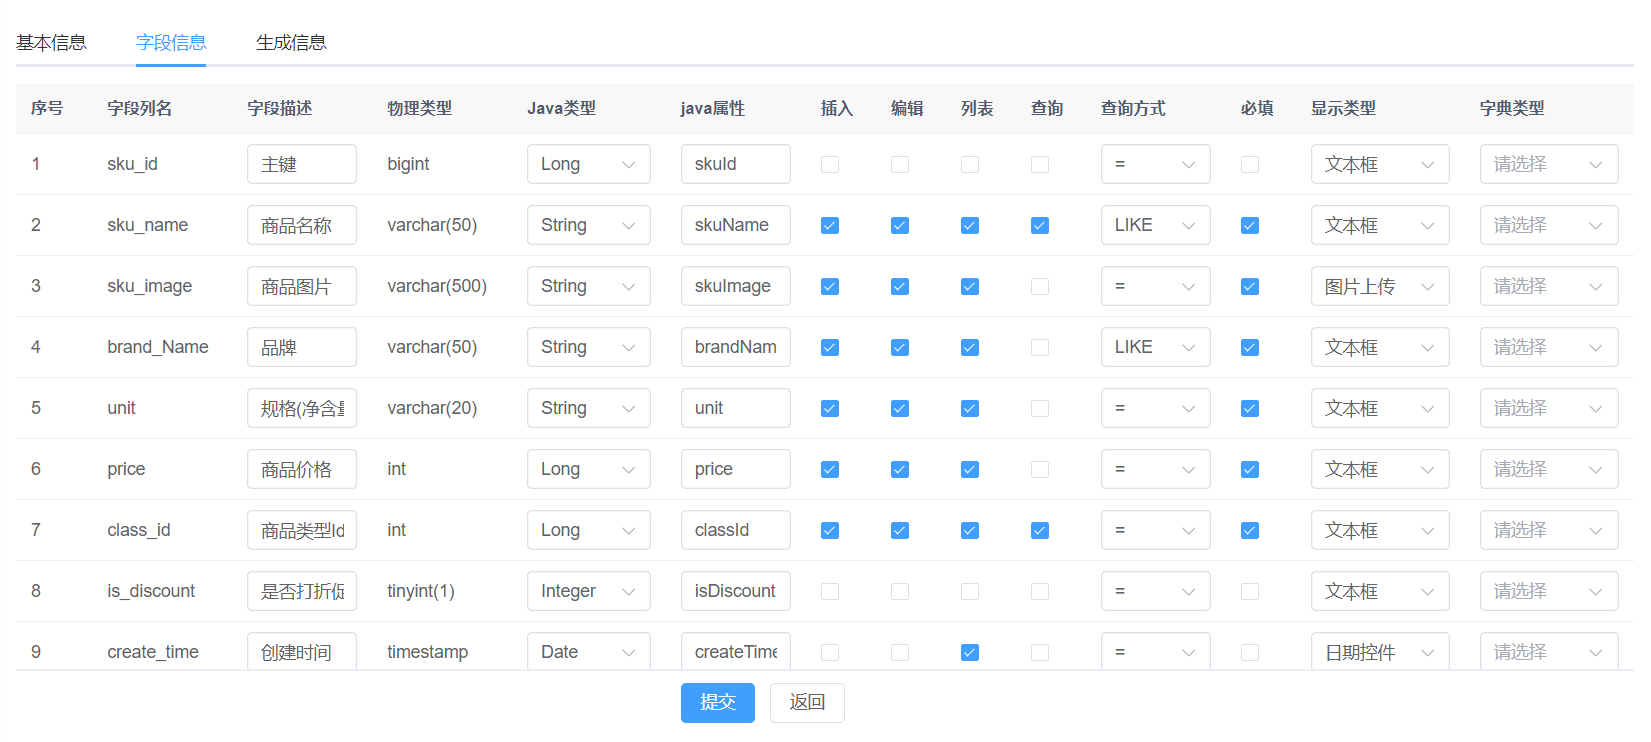 基本信息 字段信息 生成信息
序号 字段列名 字段描述 物理类型 Java类型 java属性 插入 编辑 列表 查询 查询方式 必填 显示类型 字典类型
1 sku_id 主键 bigint Long skuId = 文本框 请选择
2 sku_name 商品名称 varchar(50) String skuName LIKE 文本框 请选择
3 sku_image 商品图片 varchar(500) String skuImage = 图片上传 请选择
4 brand_Name 品牌 varchar(50) String brandNam LIKE 文本框 请选择
5 unit 规格(净含量 varchar(20) String unit = 文本框 请选择
6 price 商品价格 int Long price = 文本框 请选择
7 class_id 商品类型Id int Long classId = 文本框 请选择
8 is_discount 是否打折促 tinyint(1) Integer isDiscount = 文本框 请选择
9 create_time 创建时间 timestamp Date createTime = 日期控件 请选择
提交 返回